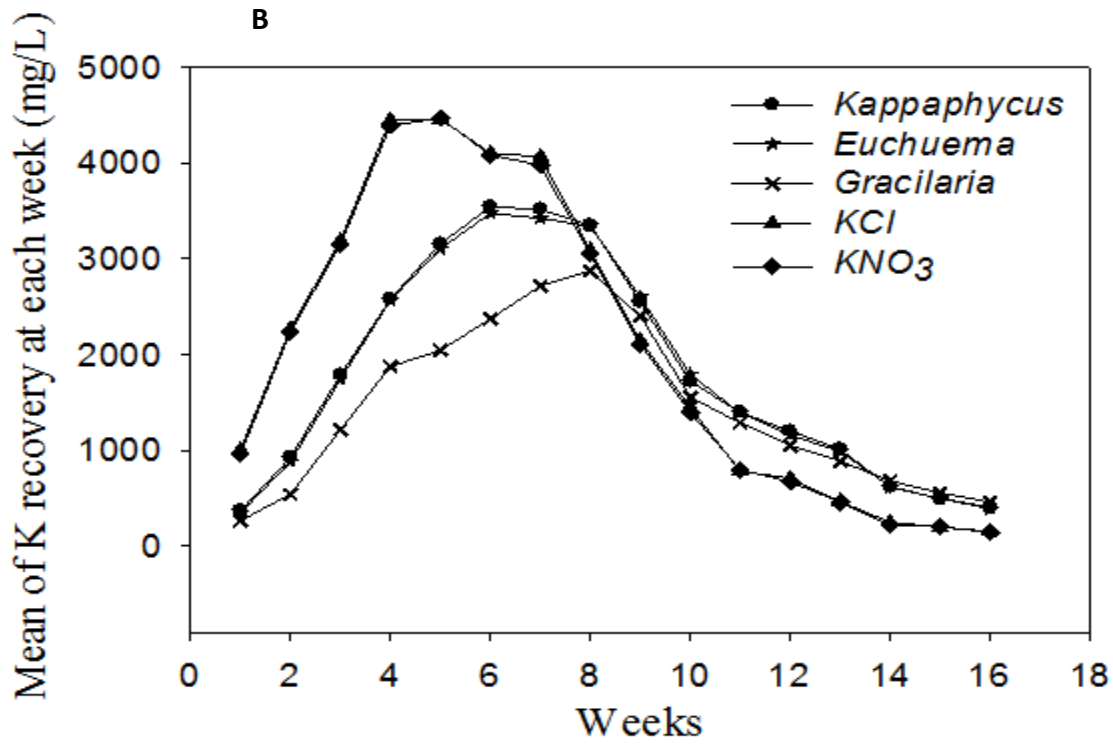 B
Mean of K recovery at each week (mg/L)
5000
4000
3000
2000
1000
0
Kappaphycus
Euchuema
Gracilaria
KCl
KNO3
0 2 4 6 8 10 12 14 16 18
Weeks